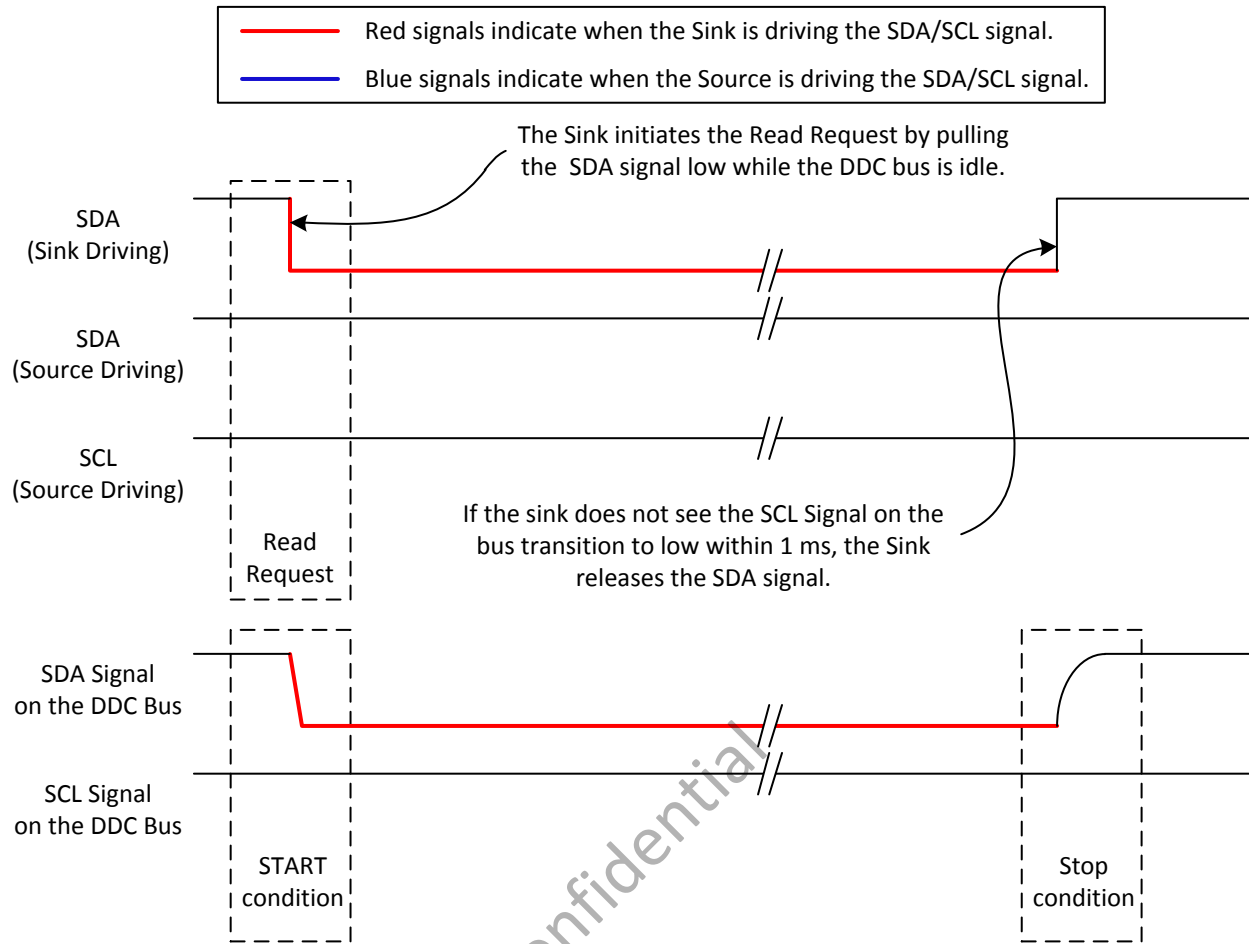 Red signals indicate when the Sink is driving the SDA/SCL signal.
Blue signals indicate when the Source is driving the SDA/SCL signal.
The Sink initiates the Read Request by pulling
the SDA signal low while the DDC bus is idle.
SDA
(Sink Driving)
SDA
(Source Driving)
SCL
(Source Driving)
If the sink does not see the SCL Signal on the
bus transition to low within 1 ms, the Sink
releases the SDA signal.
Read
Request
SDA Signal
on the DDC Bus
SCL Signal
on the DDC Bus
START
condition
Stop
condition